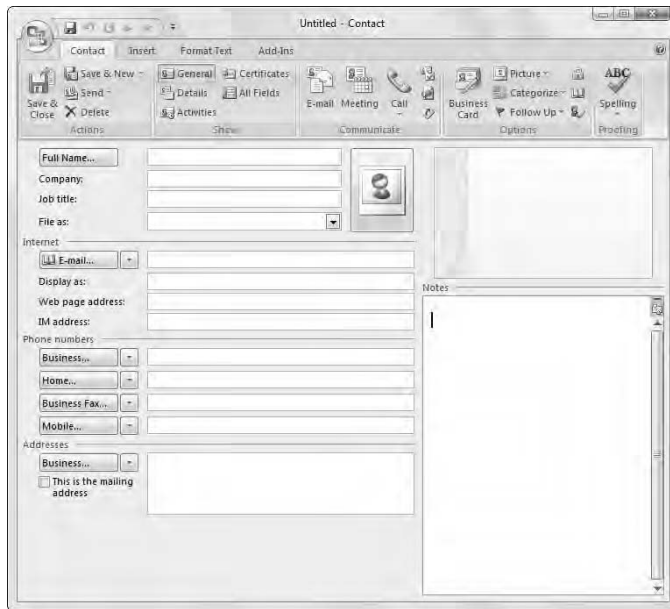 Untitled - Contact
Contact Insert Format Text Add-Ins
Save & Close
Save & New
Send
Delete
Actions
General
Details
Activities
Certificates
All Fields
Show
E-mail
Meeting
Call
Communicate
Business Card
Picture
Categorize
Follow Up
Options
ABC
Spelling
Proofing
Full Name...
Company:
Job title:
File as:
Internet
E-mail...
Display as:
Web page address:
IM address:
Phone numbers
Business...
Home...
Business Fax...
Mobile...
Addresses
Business...
This is the mailing
address
Notes